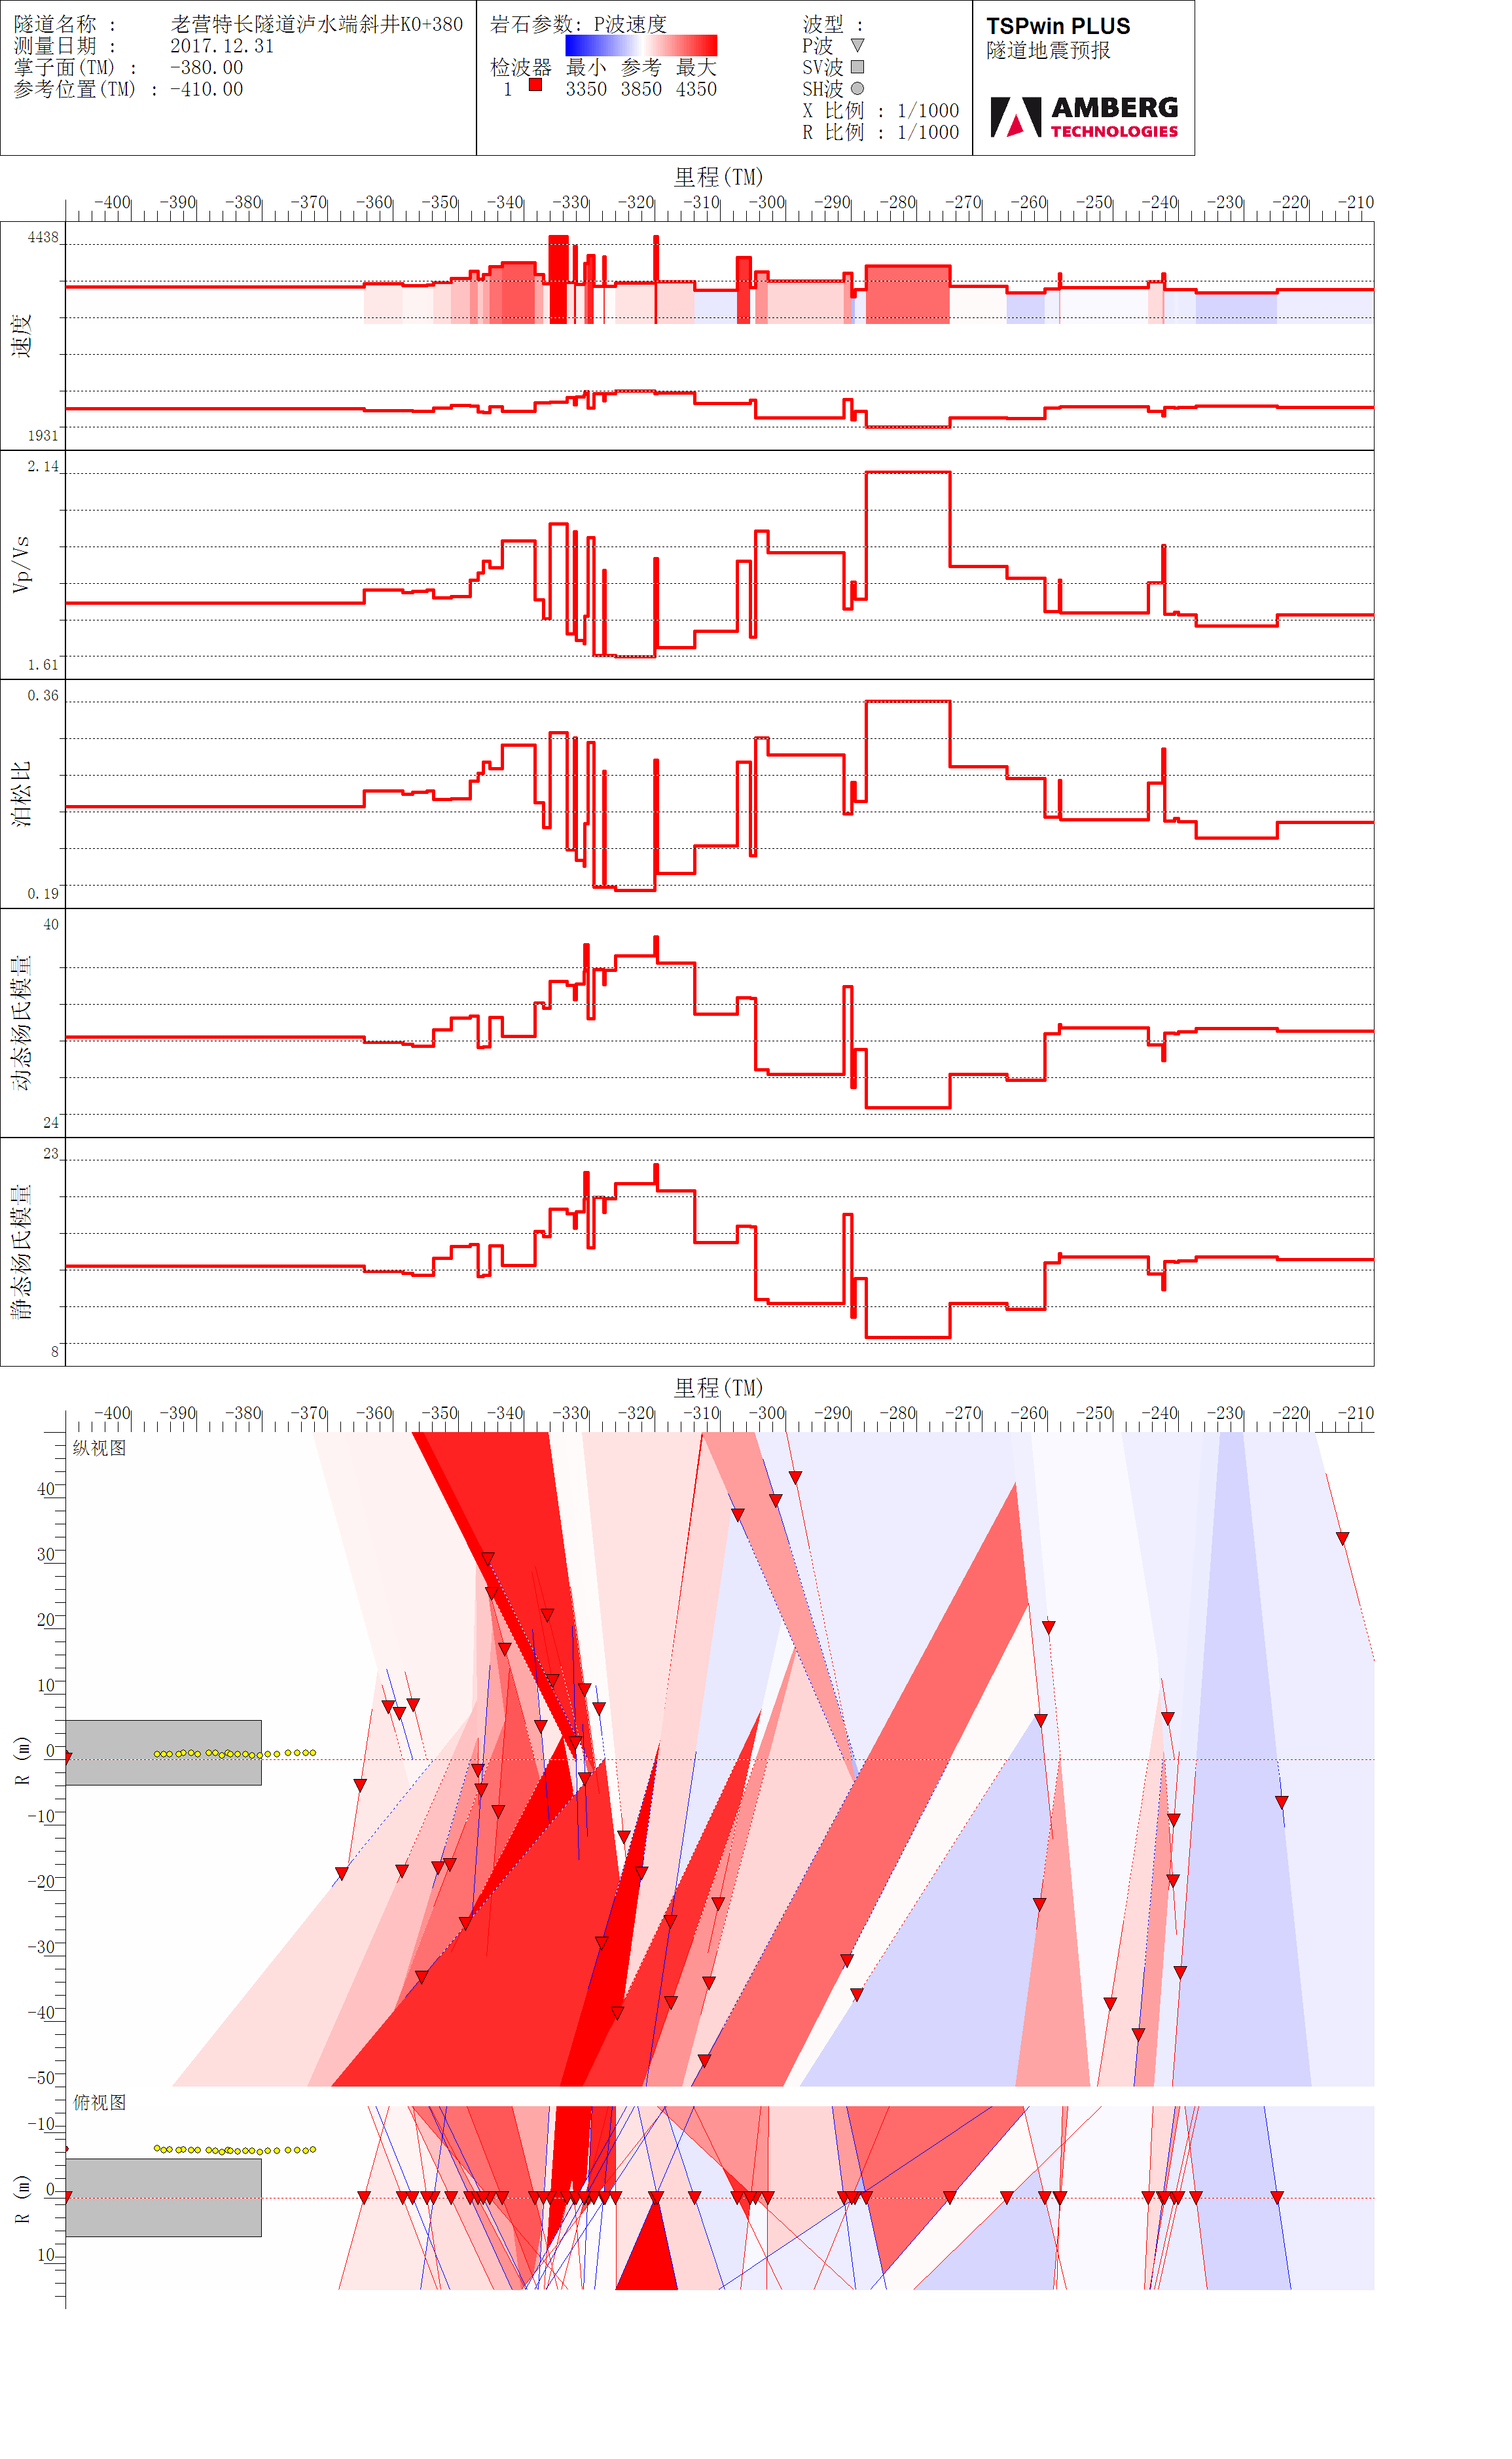 隧道名称 : 老营特长隧道泸水端斜井K0+380
测量日期 : 2017.12.31
掌子面(TM) : -380.00
参考位置(TM) : -410.00
岩石参数: P波速度
检波器 最小 参考 最大
1 3350 3850 4350
波型 :
P波
SV波
SH波
X 比例 : 1/1000
R 比例 : 1/1000
TSPwin PLUS
隧道地震预报
AMBERG
TECHNOLOGIES
里程(TM)
-400 -390 -380 -370 -360 -350 -340 -330 -320 -310 -300 -290 -280 -270 -260 -250 -240 -230 -220 -210
4438
速度
1931
2.14
Vp/Vs
1.61
0.36
泊松比
0.19
40
动态杨氏模量
24
23
静态杨氏模量
8
里程(TM)
-400 -390 -380 -370 -360 -350 -340 -330 -320 -310 -300 -290 -280 -270 -260 -250 -240 -230 -220 -210
纵视图
40
30
20
10
0
R (m)
-10
-20
-30
-40
-50
俯视图
-10
0
R (m)
10